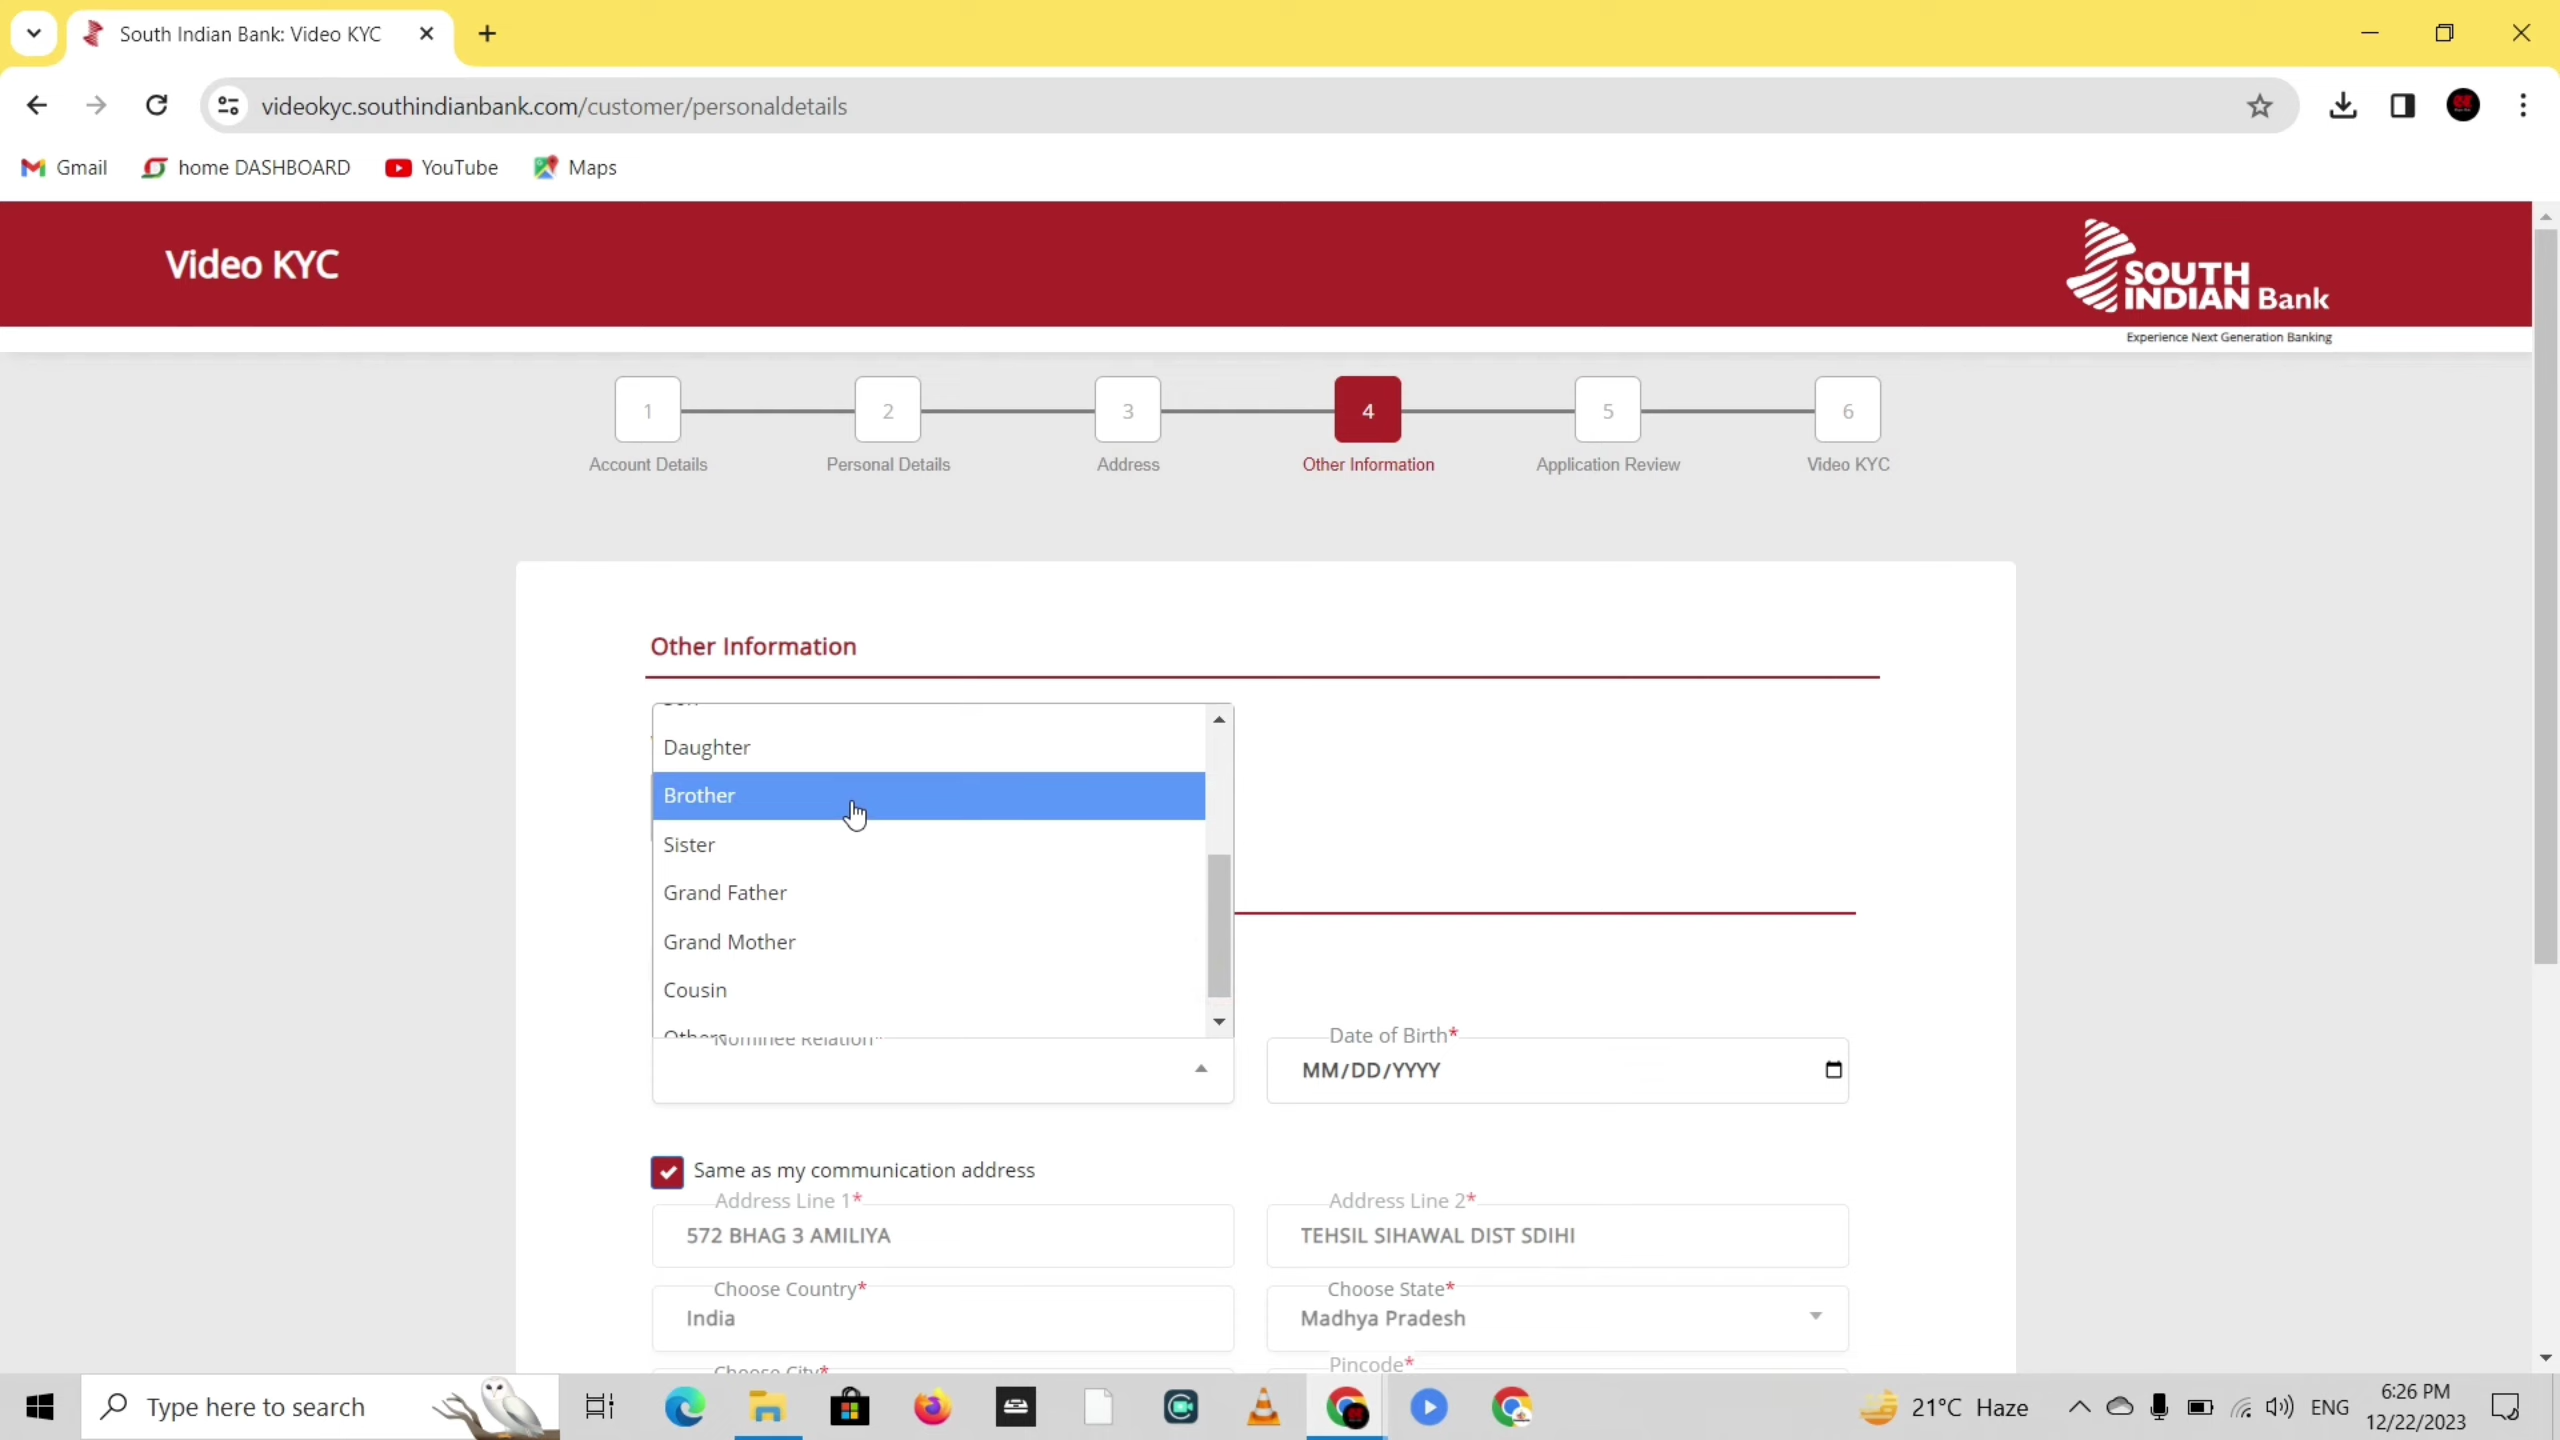 South Indian Bank: Video KYC
videokyc.southindianbank.com/customer/personaldetails
Gmail
home DASHBOARD
YouTube
Maps
Video KYC
SOUTH
INDIAN Bank
Experience Next Generation Banking
1
2
3
4
5
6
Account Details
Personal Details
Address
Other Information
Application Review
Video KYC
Other Information
Daughter
Brother
Sister
Grand Father
Grand Mother
Cousin
Others
Nominee Relation*
Date of Birth*
MM/DD/YYYY
Same as my communication address
Address Line 1*
572 BHAG 3 AMILIYA
Address Line 2*
TEHSIL SIHAWAL DIST SDIHI
Choose Country*
India
Choose State*
Madhya Pradesh
Choose City*
Pincode*
Type here to search
21°C Haze
ENG
6:26 PM
12/22/2023